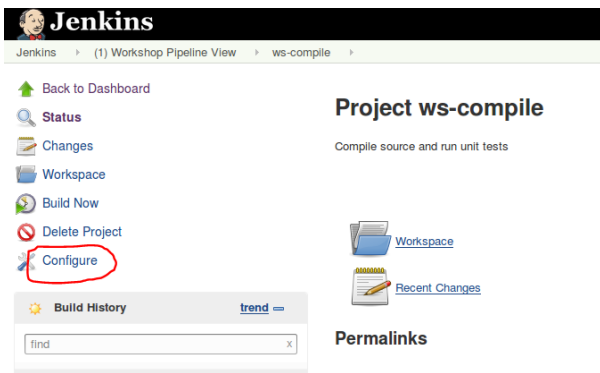 Jenkins
Jenkins (1) Workshop Pipeline View ws-compile
Back to Dashboard
Status
Changes
Workspace
Build Now
Delete Project
Configure
Build History trend
find x
Project ws-compile
Compile source and run unit tests
Workspace
Recent Changes
Permalinks